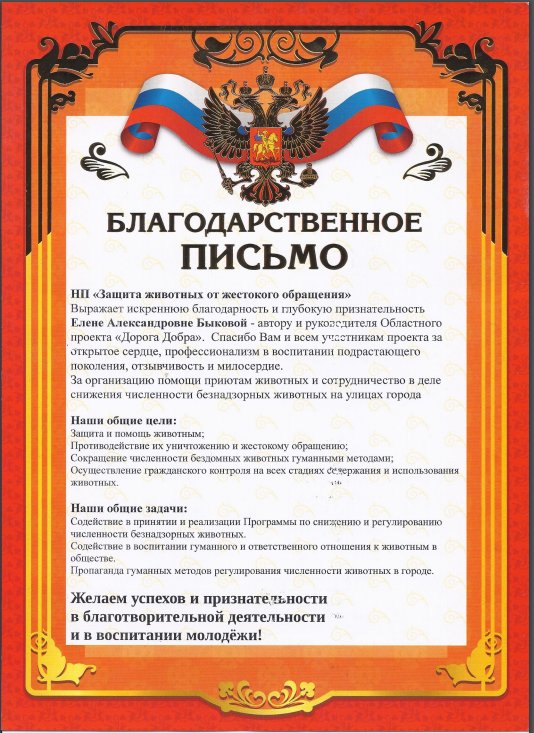 БЛАГОДАРСТВЕННОЕ
ПИСЬМО
НП «Защита животных от жестокого обращения»
Выражает искреннюю благодарность и глубокую признательность
Елене Александровне Быковой - автору и руководителя Областного
проекта «Дорога Добра». Спасибо Вам и всем участникам проекта за
открытое сердце, профессионализм в воспитании подрастающего
поколения, отзывчивость и милосердие.
За организацию помощи приютам животных и сотрудничество в деле
снижения численности безнадзорных животных на улицах города
Наши общие цели:
Защита и помощь животным;
Противодействие их уничтожению и жестокому обращению;
Сокращение численности бездомных животных гуманными методами;
Осуществление гражданского контроля на всех стадиях содержания и использования
животных.
Наши общие задачи:
Содействие в принятии и реализации Программы по снижению и регулированию
численности безнадзорных животных.
Содействие в воспитании гуманного и ответственного отношения к животным в
обществе.
Пропаганда гуманных методов регулирования численности животных в городе.
Желаем успехов и признательности
в благотворительной деятельности
и в воспитании молодёжи!